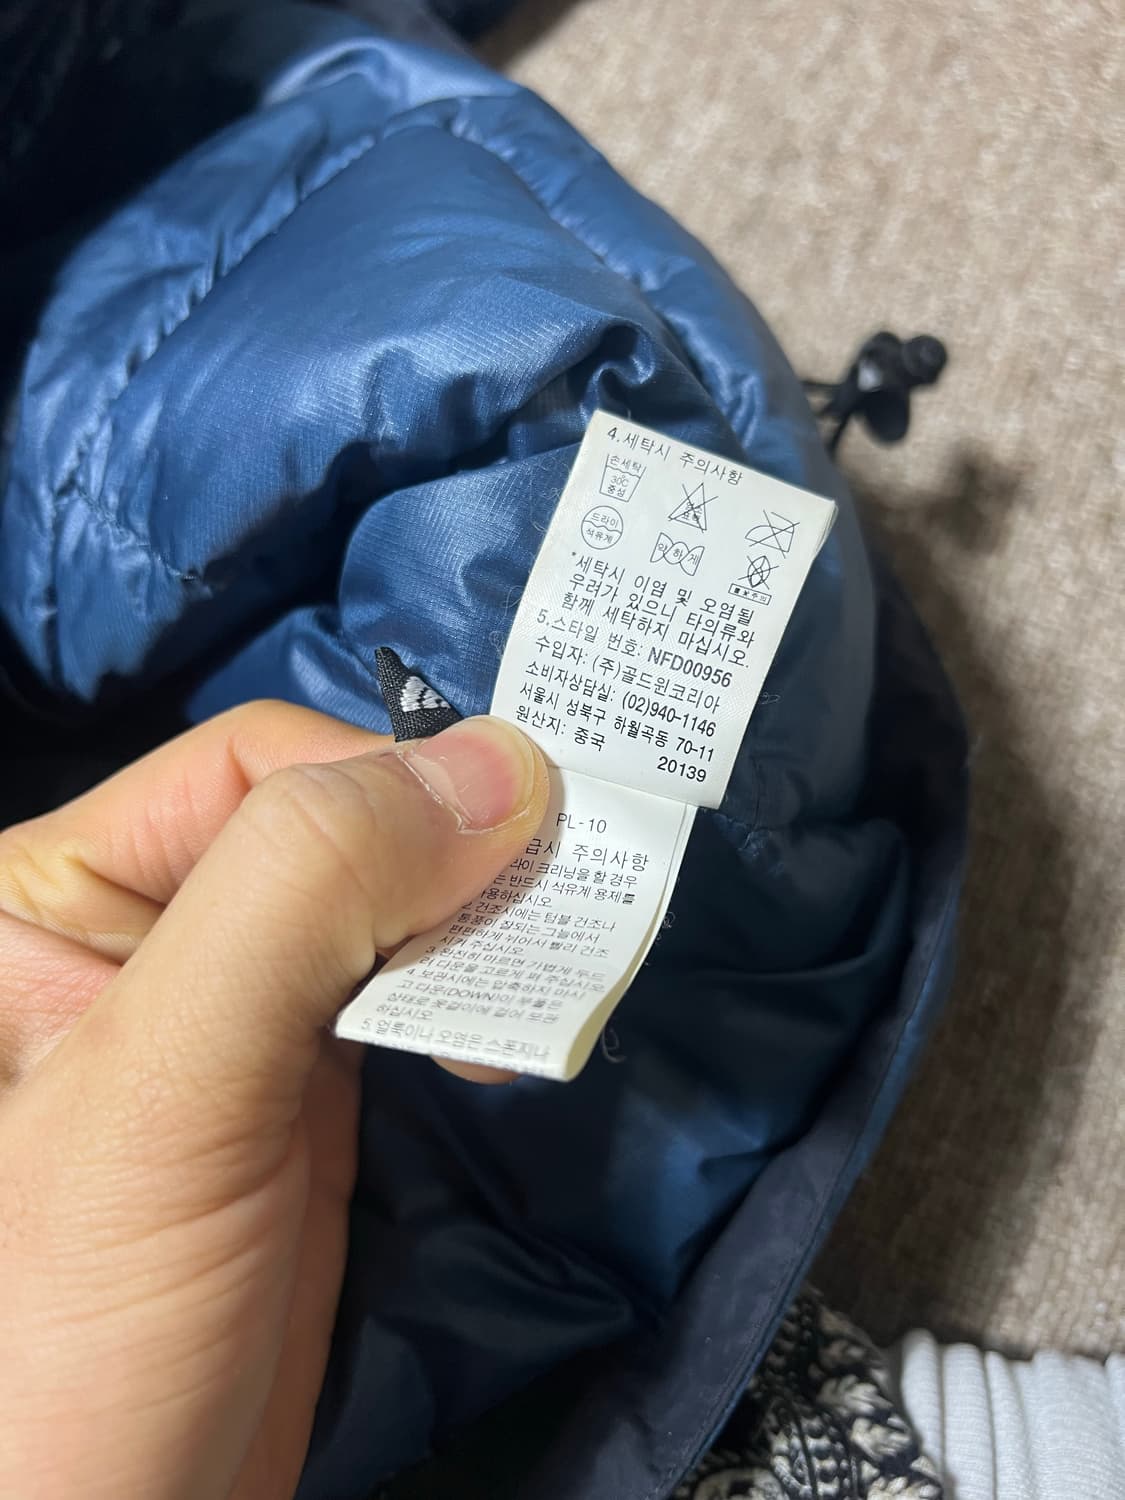 4.세탁시 주의사항
손세탁
30℃
중성
염소
표백
드라이
석유계
약하게
*세탁시 이염 및 오염될
우려가 있으니 타의류와
함께 세탁하지 마십시오.
5.스타일 번호: NFD00956
수입자: (주)골드윈코리아
소비자상담실: (02)940-1146
서울시 성북구 하월곡동 70-11
원산지: 중국
20139
PL-10
급시 주의사항
라이 크리닝을 할 경우
는 반드시 석유계 용제를
사용하십시오
2. 건조시에는 텀블 건조나
통풍이 잘되는 그늘에서
편편하게 뉘어서 빨리 건조
시켜 주십시오
3. 완전히 마르면 가볍게 두드
려 다운을 고르게 펴 주십시오
4. 보관시에는 압축하지 마시
고 다운(DOWN)이 부풀은
상태로 옷걸이에 걸어 보관
하십시오
5. 얼룩이나 오염은 스폰지나